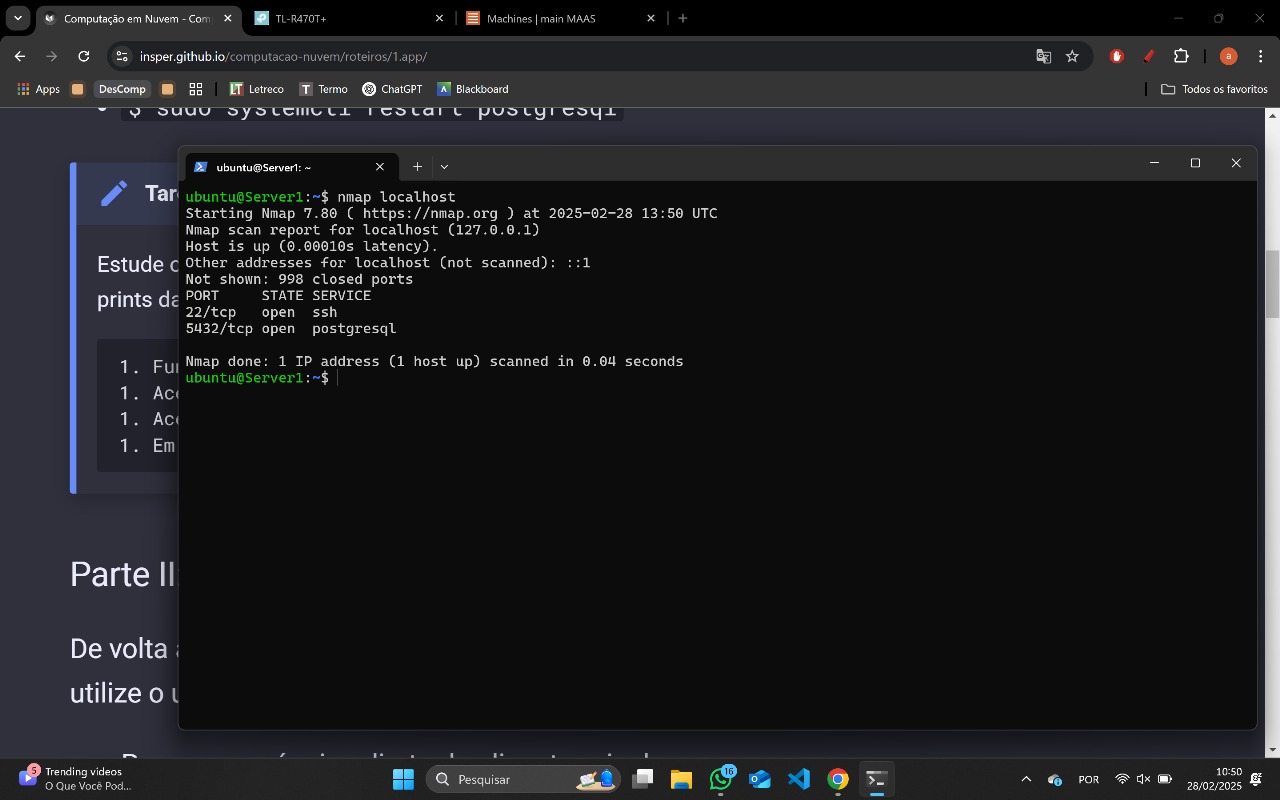 Computação em Nuvem - Com
TL-R470T+
Machines | main MAAS
insper.github.io/computacao-nuvem/roteiros/1.app/
a
Apps
DesComp
LT Letreco
T Termo
ChatGPT
A Blackboard
Todos os favoritos
$ sudo systemctl restart postgresql
Tar
Estude o
prints da
1. Fu
1. Ace
1. Ace
1. Em
Parte II
De volta a
utilize o u
ubuntu@Server1: ~
ubuntu@Server1:~$ nmap localhost
Starting Nmap 7.80 ( https://nmap.org ) at 2025-02-28 13:50 UTC
Nmap scan report for localhost (127.0.0.1)
Host is up (0.00010s latency).
Other addresses for localhost (not scanned): ::1
Not shown: 998 closed ports
PORT     STATE SERVICE
22/tcp   open  ssh
5432/tcp open  postgresql
Nmap done: 1 IP address (1 host up) scanned in 0.04 seconds
ubuntu@Server1:~$
5
Trending videos
O Que Você Pod...
Pesquisar
16
POR
10:50
28/02/2025